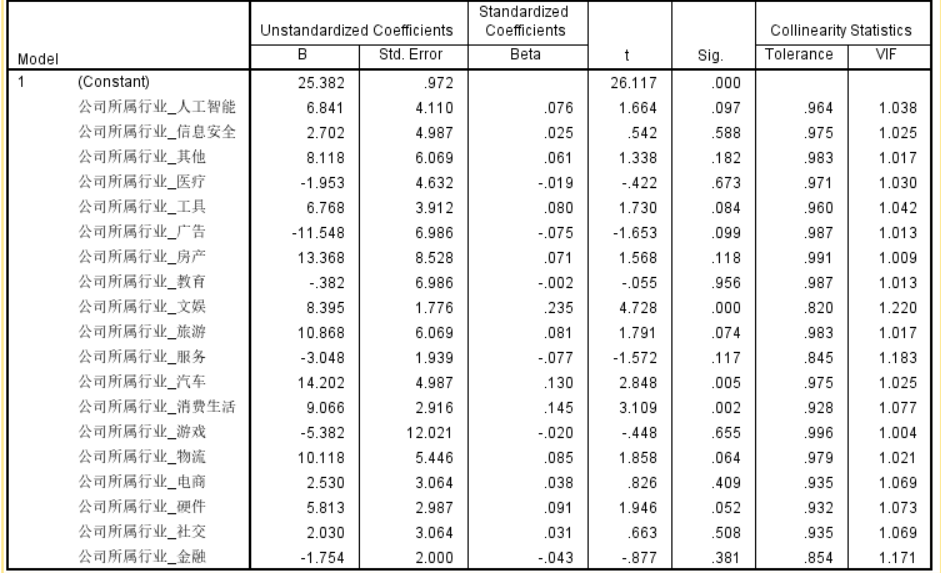 Unstandardized Coefficients Standardized Coefficients Collinearity Statistics
Model B Std. Error Beta t Sig. Tolerance VIF
1 (Constant) 25.382 .972 26.117 .000
公司所属行业_人工智能 6.841 4.110 .076 1.664 .097 .964 1.038
公司所属行业_信息安全 2.702 4.987 .025 .542 .588 .975 1.025
公司所属行业_其他 8.118 6.069 .061 1.338 .182 .983 1.017
公司所属行业_医疗 -1.953 4.632 -.019 -.422 .673 .971 1.030
公司所属行业_工具 6.768 3.912 .080 1.730 .084 .960 1.042
公司所属行业_广告 -11.548 6.986 -.075 -1.653 .099 .987 1.013
公司所属行业_房产 13.368 8.528 .071 1.568 .118 .991 1.009
公司所属行业_教育 -.382 6.986 -.002 -.055 .956 .987 1.013
公司所属行业_文娱 8.395 1.776 .235 4.728 .000 .820 1.220
公司所属行业_旅游 10.868 6.069 .081 1.791 .074 .983 1.017
公司所属行业_服务 -3.048 1.939 -.077 -1.572 .117 .845 1.183
公司所属行业_汽车 14.202 4.987 .130 2.848 .005 .975 1.025
公司所属行业_消费生活 9.066 2.916 .145 3.109 .002 .928 1.077
公司所属行业_游戏 -5.382 12.021 -.020 -.448 .655 .996 1.004
公司所属行业_物流 10.118 5.446 .085 1.858 .064 .979 1.021
公司所属行业_电商 2.530 3.064 .038 .826 .409 .935 1.069
公司所属行业_硬件 5.813 2.987 .091 1.946 .052 .932 1.073
公司所属行业_社交 2.030 3.064 .031 .663 .508 .935 1.069
公司所属行业_金融 -1.754 2.000 -.043 -.877 .381 .854 1.171